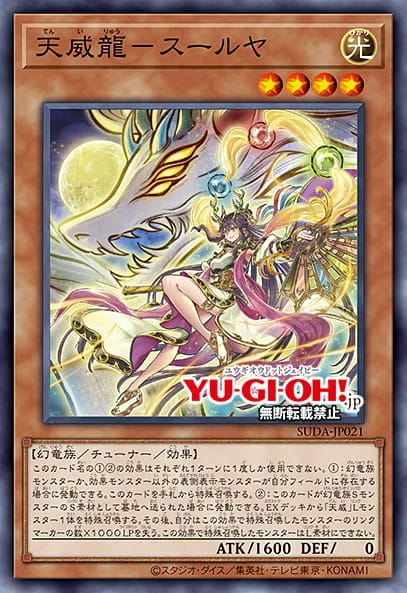 てん い りゅう
天威龍－スールヤ
ひかり
光
ユウギオウドットジェイピー
YU-GI-OH!.jp
無断転載禁止
SUDA-JP021
【幻竜族／チューナー／効果】
このカード名の①②の効果はそれぞれ1ターンに1度しか使用できない。①：幻竜族
モンスターか、効果モンスター以外の表側表示モンスターが自分フィールドに存在する
場合に発動できる。このカードを手札から特殊召喚する。②：このカードが幻竜族Sモン
スターのS素材として墓地へ送られた場合に発動できる。EXデッキから「天威」Lモン
スター1体を特殊召喚する。その後、自分はこの効果で特殊召喚したモンスターのリンク
マーカーの数×1000LPを失う。この効果で特殊召喚したモンスターはL素材にできない。
ATK/1600 DEF/ 0
©スタジオ・ダイス／集英社・テレビ東京・KONAMI